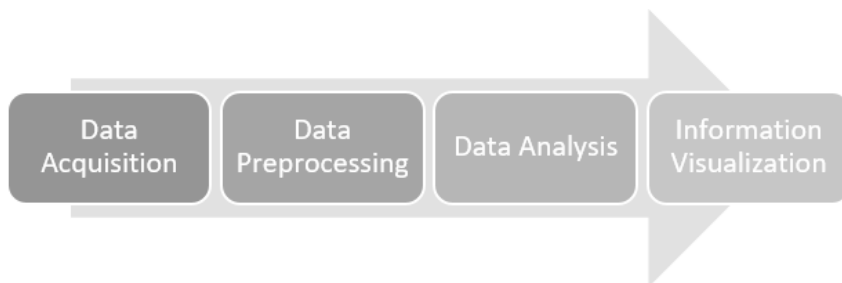 Data
Acquisition
Data
Preprocessing
Data Analysis
Information
Visualization